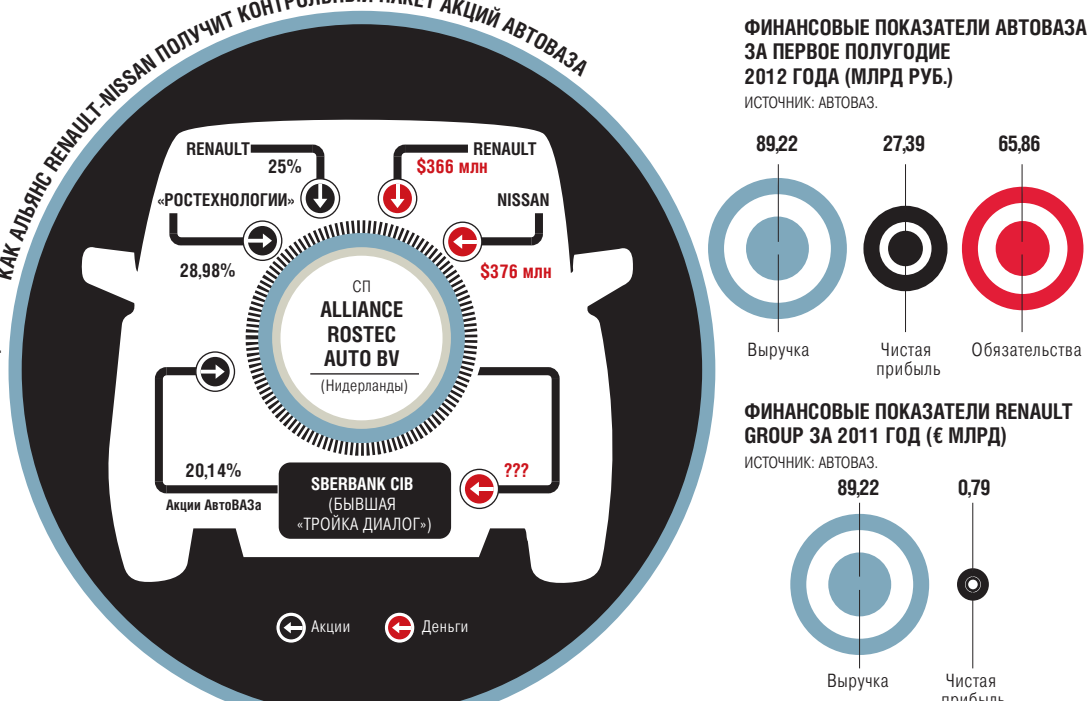 КАК АЛЬЯНС RENAULT-NISSAN ПОЛУЧИТ КОНТРОЛЬНЫЙ ПАКЕТ АКЦИЙ АВТОВАЗА
RENAULT
25%
«РОСТЕХНОЛОГИИ»
28,98%
RENAULT
$366 млн
NISSAN
$376 млн
СП
ALLIANCE
ROSTEC
AUTO BV
(Нидерланды)
20,14%
Акции АвтоВАЗа
SBERBANK CIB
(БЫВШАЯ
«ТРОЙКА ДИАЛОГ»)
???
Акции
Деньги
ФИНАНСОВЫЕ ПОКАЗАТЕЛИ АВТОВАЗА
ЗА ПЕРВОЕ ПОЛУГОДИЕ
2012 ГОДА (МЛРД РУБ.)
ИСТОЧНИК: АВТОВАЗ.
89,22
27,39
65,86
Выручка
Чистая
прибыль
Обязательства
ФИНАНСОВЫЕ ПОКАЗАТЕЛИ RENAULT
GROUP ЗА 2011 ГОД (€ МЛРД)
ИСТОЧНИК: АВТОВАЗ.
89,22
0,79
Выручка
Чистая
прибыль